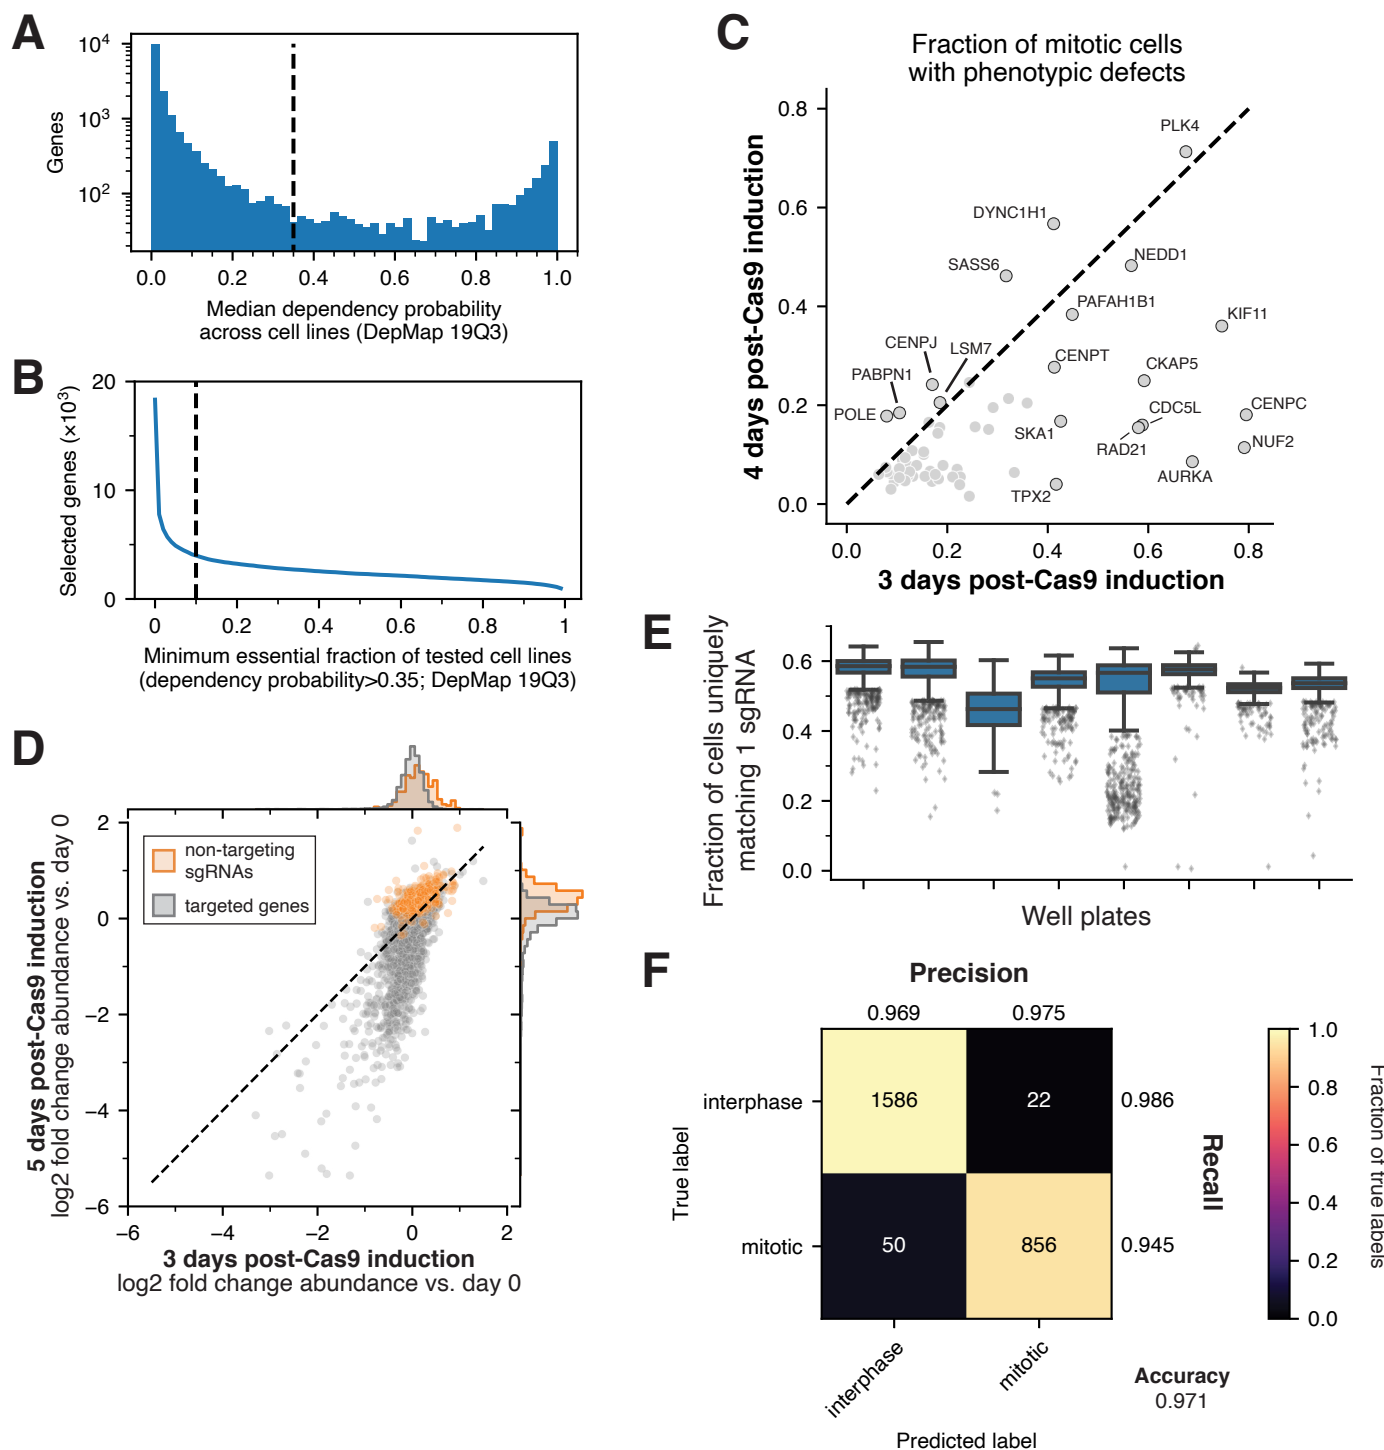 A
10^4
10^3
10^2
Genes
0.0 0.2 0.4 0.6 0.8 1.0
Median dependency probability
across cell lines (DepMap 19Q3)
B
20
10
0
Selected genes (×10^3)
0 0.2 0.4 0.6 0.8 1
Minimum essential fraction of tested cell lines
(dependency probability>0.35; DepMap 19Q3)
C
Fraction of mitotic cells
with phenotypic defects
0.8
0.6
0.4
0.2
0.0
4 days post-Cas9 induction
PLK4
DYNC1H1
SASS6
NEDD1
PAFAH1B1
KIF11
CENPJ
LSM7
CENPT
CKAP5
PABPN1
POLE
CDC5L
CENPC
SKA1
RAD21
NUF2
AURKA
TPX2
0.0 0.2 0.4 0.6 0.8
3 days post-Cas9 induction
D
2
0
−2
−4
−6
5 days post-Cas9 induction
log2 fold change abundance vs. day 0
non-targeting
sgRNAs
targeted genes
−6 −4 −2 0 2
3 days post-Cas9 induction
log2 fold change abundance vs. day 0
E
Fraction of cells uniquely
matching 1 sgRNA
0.6
0.4
0.2
0.0
Well plates
F
Precision
0.969 0.975
interphase 1586 22 0.986
mitotic 50 856 0.945
True label
Recall
interphase
mitotic
Predicted label
Accuracy
0.971
1.0
0.8
0.6
0.4
0.2
0.0
Fraction of true labels